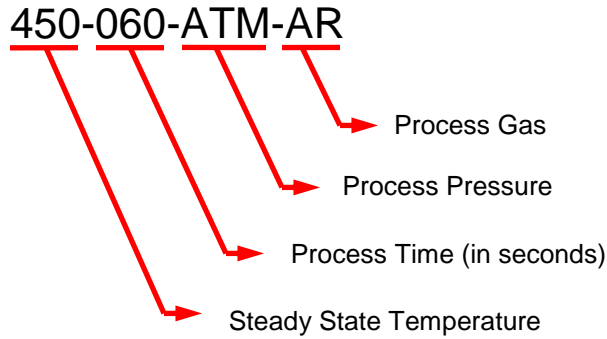 450-060-ATM-AR
Process Gas
Process Pressure
Process Time (in seconds)
Steady State Temperature